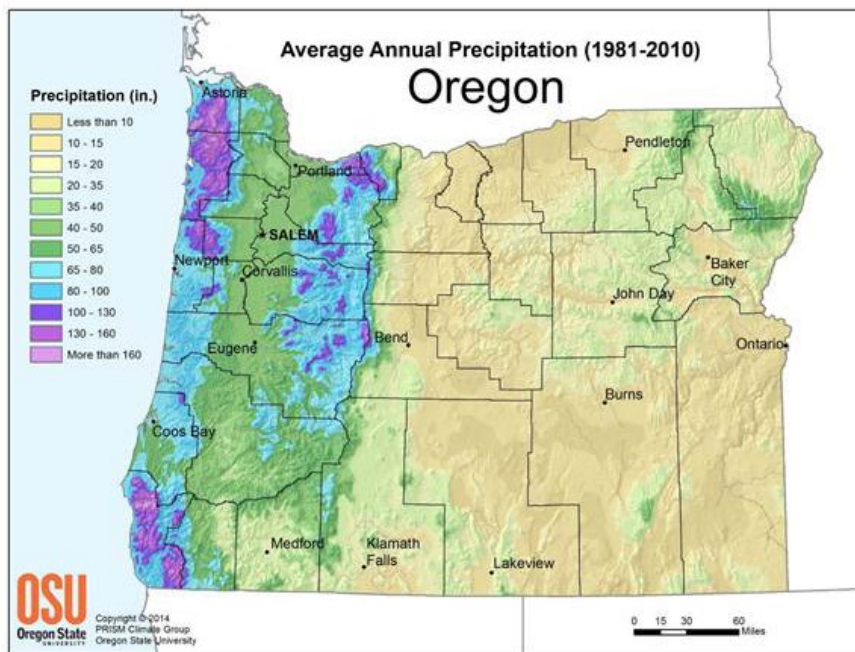 Average Annual Precipitation (1981-2010)
Oregon
Precipitation (in.)
Less than 10
10 - 15
15 - 20
20 - 35
35 - 40
40 - 50
50 - 65
65 - 80
80 - 100
100 - 130
130 - 160
More than 160
Astoria
Pendleton
Portland
SALEM
Newport
Corvallis
Baker
City
John Day
Eugene
Bend
Ontario
Burns
Coos Bay
Medford
Klamath
Falls
Lakeview
OSU
Oregon State
UNIVERSITY
Copyright © 2014
PRISM Climate Group
Oregon State University
0 15 30 60
Miles